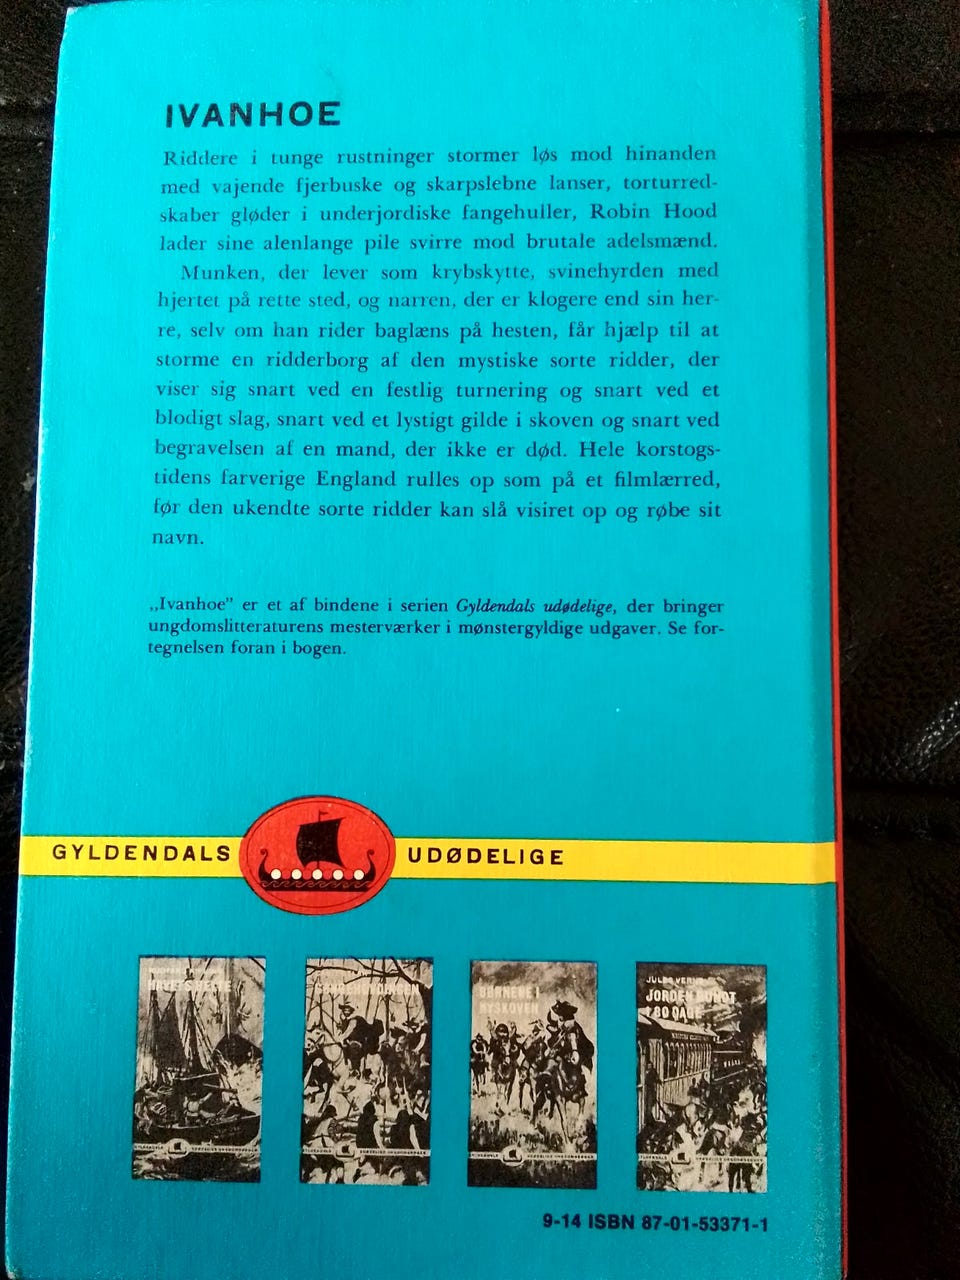 IVANHOE
Riddere i tunge rustninger stormer løs mod hinanden
med vajende fjerbuske og skarpslebne lanser, torturred-
skaber gløder i underjordiske fangehuller, Robin Hood
lader sine alenlange pile svirre mod brutale adelsmænd.
Munken, der lever som krybskytte, svinehyrden med
hjertet på rette sted, og narren, der er klogere end sin her-
re, selv om han rider baglæns på hesten, får hjælp til at
storme en ridderborg af den mystiske sorte ridder, der
viser sig snart ved en festlig turnering og snart ved et
blodigt slag, snart ved et lystigt gilde i skoven og snart ved
begravelsen af en mand, der ikke er død. Hele korstogs-
tidens farverige England rulles op som på et filmlærred,
før den ukendte sorte ridder kan slå visiret op og røbe sit
navn.
„Ivanhoe” er et af bindene i serien Gyldendals udødelige, der bringer
ungdomslitteraturens mesterværker i mønstergyldige udgaver. Se for-
tegnelsen foran i bogen.
GYLDENDALS UDØDELIGE
HAVETS HELTE
BØRNENE I
NYSKOVEN
JULES VERNE
JORDEN RUNDT
I 80 DAGE
9-14 ISBN 87-01-53371-1